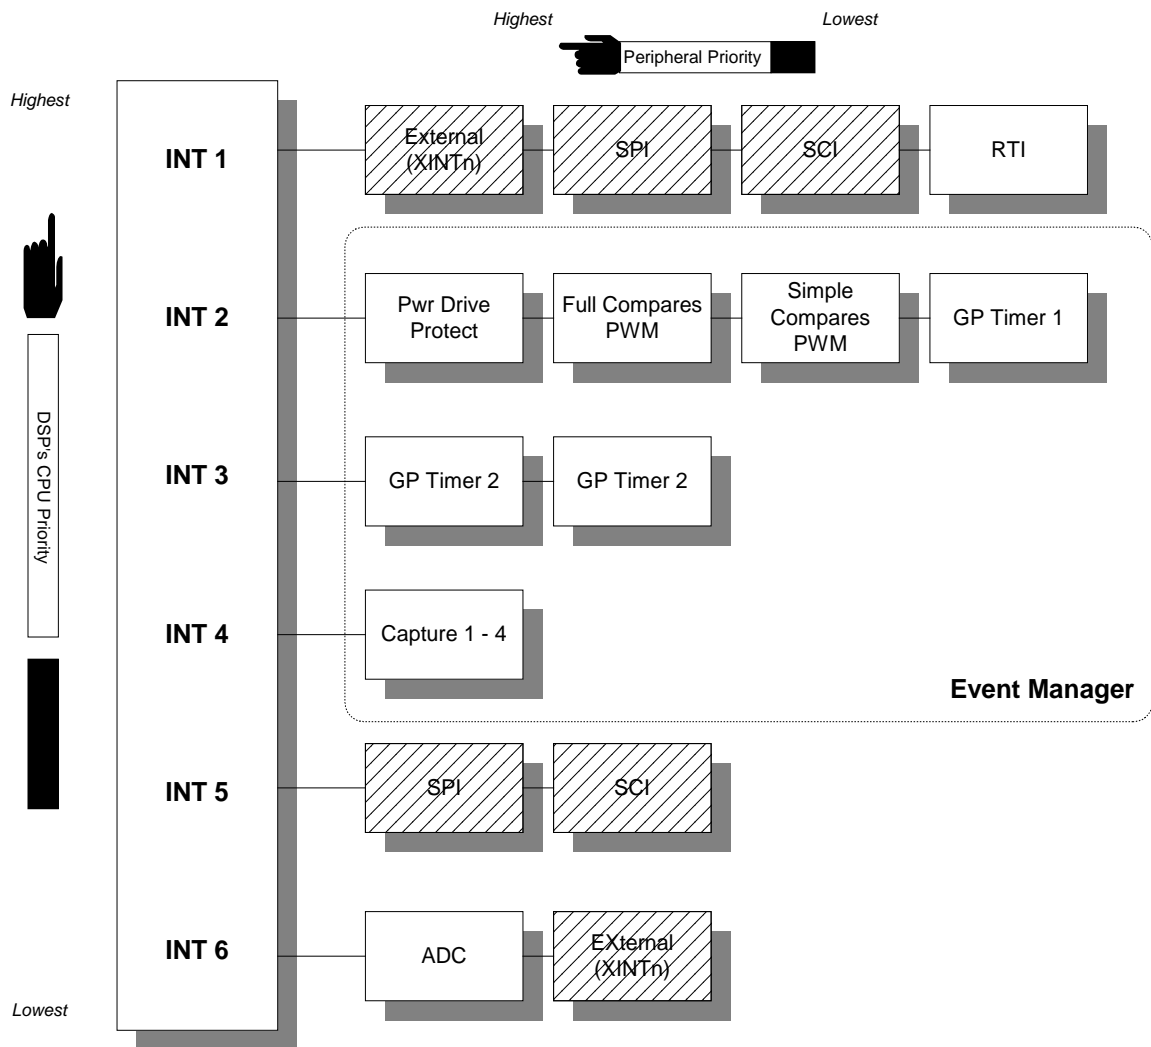 Highest
Lowest
Peripheral Priority
Highest
INT 1
External
(XINTn)
SPI
SCI
RTI
INT 2
Pwr Drive
Protect
Full Compares
PWM
Simple
Compares
PWM
GP Timer 1
DSP's CPU Priority
INT 3
GP Timer 2
GP Timer 2
INT 4
Capture 1 - 4
Event Manager
INT 5
SPI
SCI
INT 6
ADC
EXternal
(XINTn)
Lowest